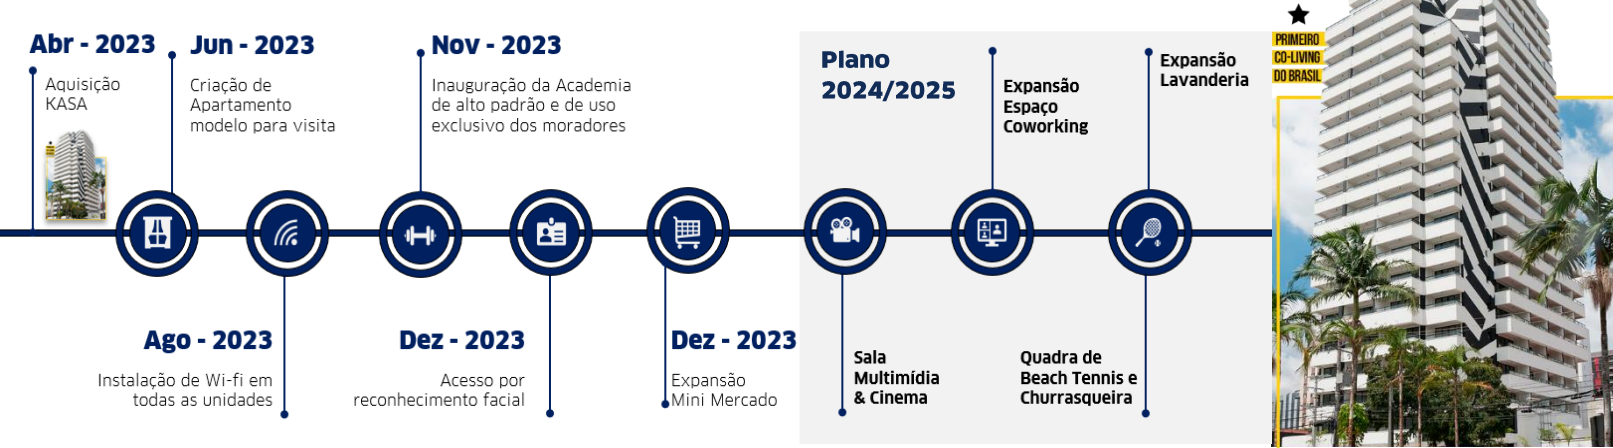 Abr - 2023
Aquisição
KASA
Jun - 2023
Criação de
Apartamento
modelo para visita
Nov - 2023
Inauguração da Academia
de alto padrão e de uso
exclusivo dos moradores
Ago - 2023
Instalação de Wi-fi em
todas as unidades
Dez - 2023
Acesso por
reconhecimento facial
Dez - 2023
Expansão
Mini Mercado
Plano
2024/2025
Expansão
Espaço
Coworking
Expansão
Lavanderia
Sala
Multimídia
& Cinema
Quadra de
Beach Tennis e
Churrasqueira
PRIMEIRO
CO-LIVING
DO BRASIL